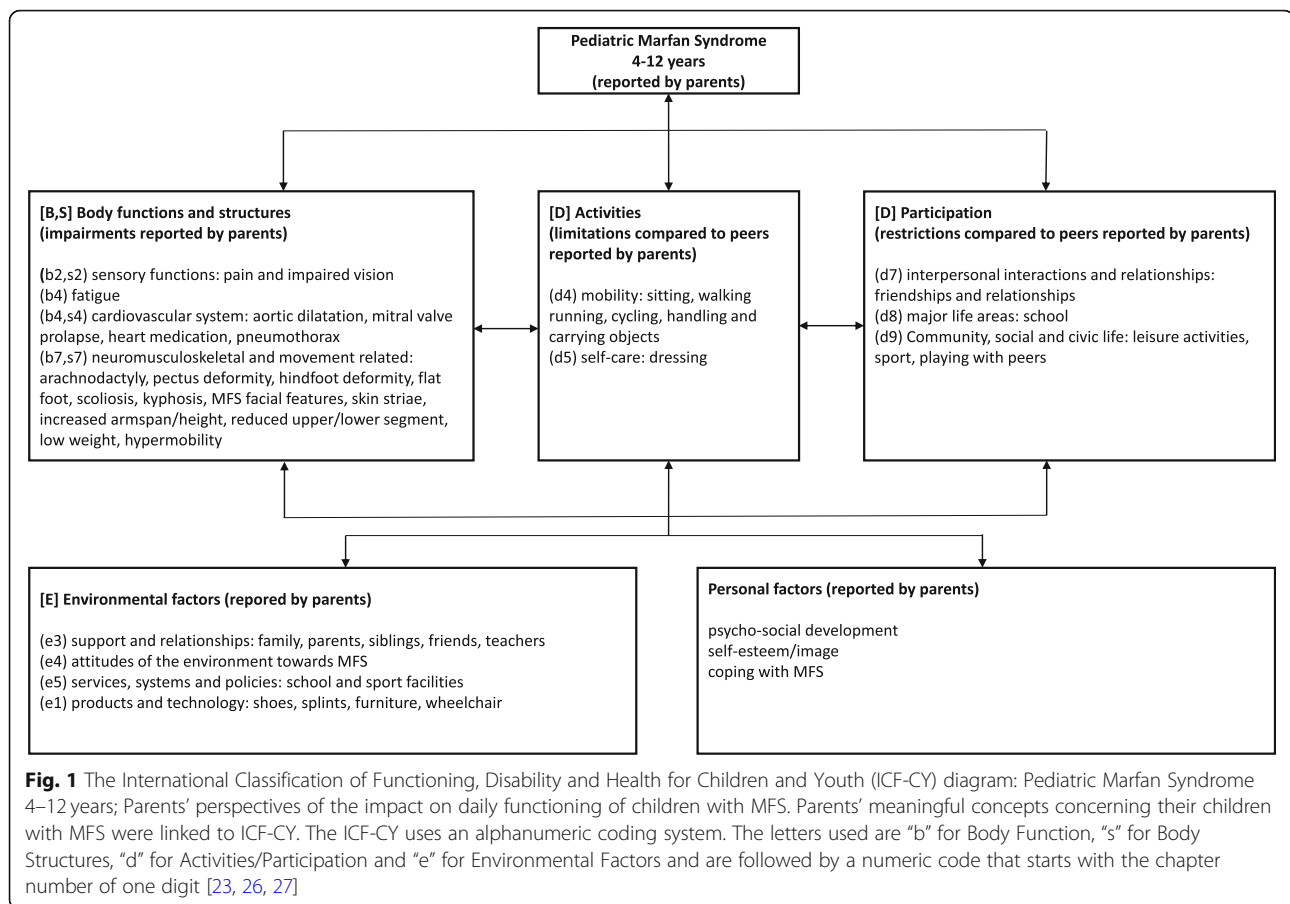 Pediatric Marfan Syndrome
4-12 years
(reported by parents)
[B,S] Body functions and structures
(impairments reported by parents)
(b2,s2) sensory functions: pain and impaired vision
(b4) fatigue
(b4,s4) cardiovascular system: aortic dilatation, mitral valve
prolapse, heart medication, pneumothorax
(b7,s7) neuromusculoskeletal and movement related:
arachnodactyly, pectus deformity, hindfoot deformity, flat
foot, scoliosis, kyphosis, MFS facial features, skin striae,
increased armspan/height, reduced upper/lower segment,
low weight, hypermobility
[D] Activities
(limitations compared to peers
reported by parents)
(d4) mobility: sitting, walking
running, cycling, handling and
carrying objects
(d5) self-care: dressing
[D] Participation
(restrictions compared to peers reported by parents)
(d7) interpersonal interactions and relationships:
friendships and relationships
(d8) major life areas: school
(d9) Community, social and civic life: leisure activities,
sport, playing with peers
[E] Environmental factors (repored by parents)
(e3) support and relationships: family, parents, siblings, friends, teachers
(e4) attitudes of the environment towards MFS
(e5) services, systems and policies: school and sport facilities
(e1) products and technology: shoes, splints, furniture, wheelchair
Personal factors (reported by parents)
psycho-social development
self-esteem/image
coping with MFS
Fig. 1 The International Classification of Functioning, Disability and Health for Children and Youth (ICF-CY) diagram: Pediatric Marfan Syndrome
4–12 years; Parents' perspectives of the impact on daily functioning of children with MFS. Parents' meaningful concepts concerning their children
with MFS were linked to ICF-CY. The ICF-CY uses an alphanumeric coding system. The letters used are "b" for Body Function, "s" for Body
Structures, "d" for Activities/Participation and "e" for Environmental Factors and are followed by a numeric code that starts with the chapter
number of one digit [23, 26, 27]